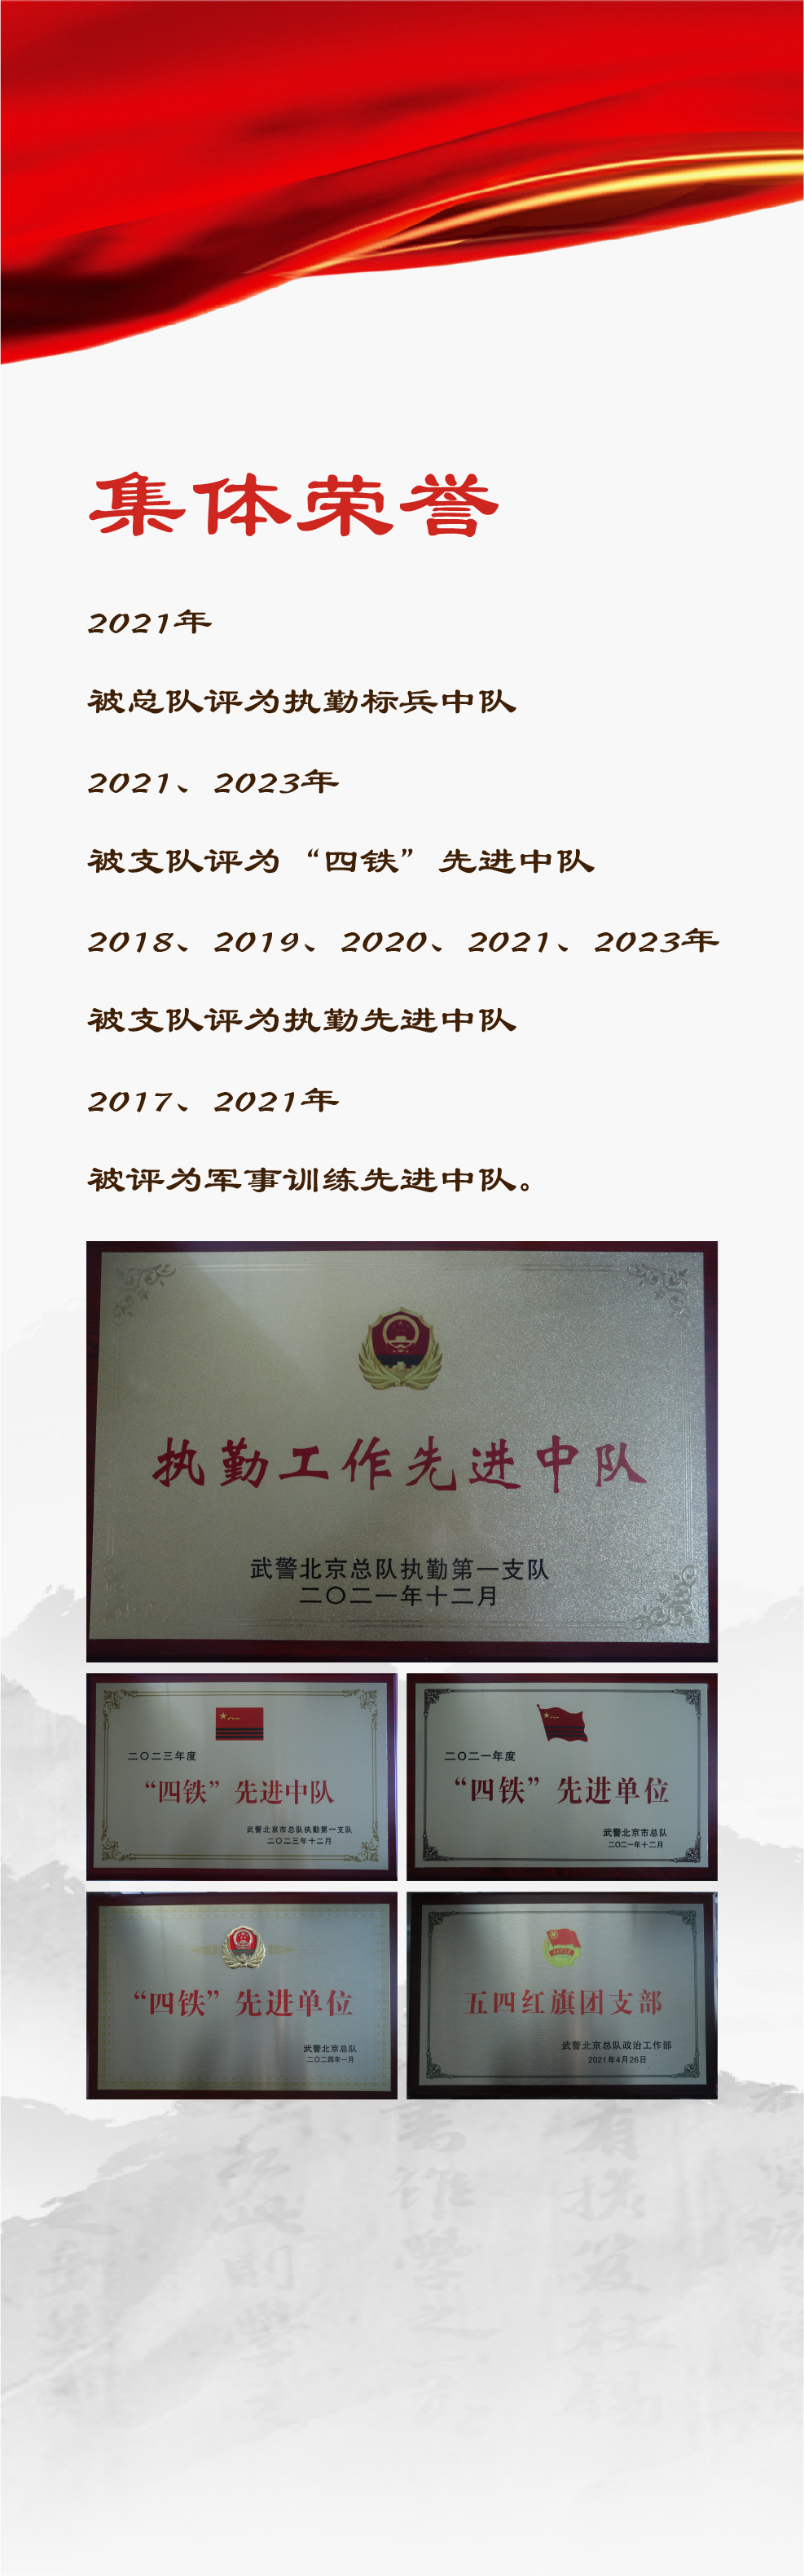 集体荣誉
2021年
被总队评为执勤标兵中队
2021、2023年
被支队评为“四铁”先进中队
2018、2019、2020、2021、2023年
被支队评为执勤先进中队
2017、2021年
被评为军事训练先进中队。
执勤工作先进中队
武警北京总队执勤第一支队
二〇二一年十二月
二〇二三年度
“四铁”先进中队
武警北京市总队执勤第一支队
二〇二三年十二月
二〇二一年度
“四铁”先进单位
武警北京市总队
二〇二一年十二月
“四铁”先进单位
武警北京总队
二〇二四年一月
五四红旗团支部
武警北京总队政治工作部
2021年4月26日